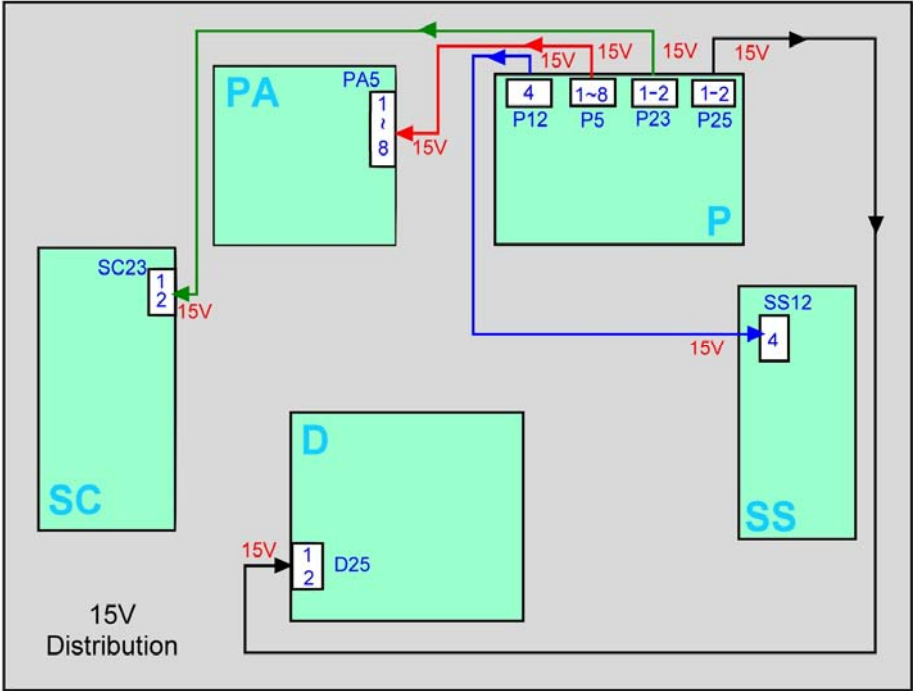 15V 15V 15V 15V
PA PA5
1
~
8
15V
4 1~8 1-2 1-2
P12 P5 P23 P25
P
SC23
1
2
15V
SC
SS12
4
15V
SS
D
15V
1
2
D25
15V
Distribution